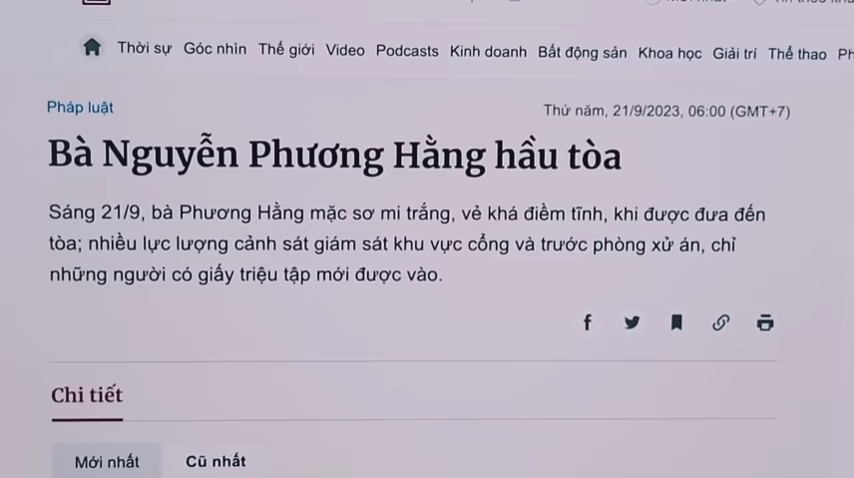 Thời sự Góc nhìn Thế giới Video Podcasts Kinh doanh Bất động sản Khoa học Giải trí Thể thao
Pháp luật
Thứ năm, 21/9/2023, 06:00 (GMT+7)
Bà Nguyễn Phương Hằng hầu tòa
Sáng 21/9, bà Phương Hằng mặc sơ mi trắng, vẻ khá điềm tĩnh, khi được đưa đến
tòa; nhiều lực lượng cảnh sát giám sát khu vực cổng và trước phòng xử án, chỉ
những người có giấy triệu tập mới được vào.
Chi tiết
Mới nhất Cũ nhất